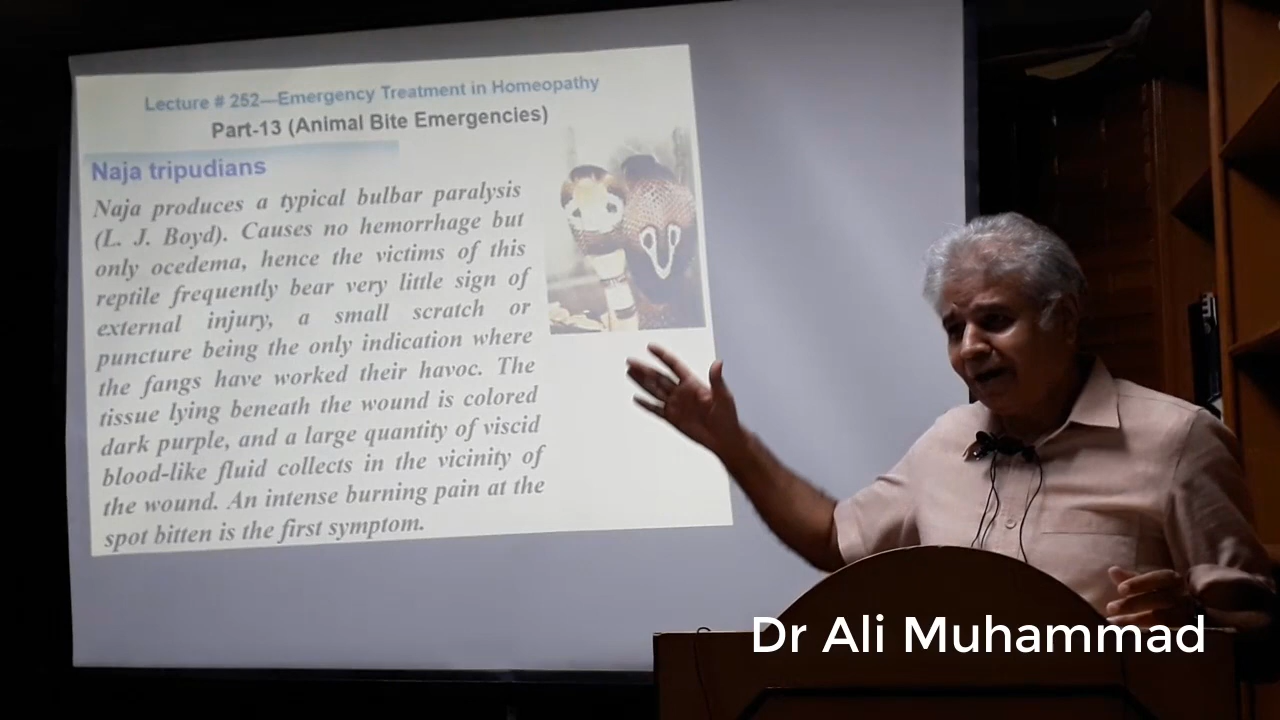 Lecture # 252—Emergency Treatment in Homeopathy
Part-13 (Animal Bite Emergencies)
Naja tripudians
Naja produces a typical bulbar paralysis
(L. J. Boyd). Causes no hemorrhage but
only ocedema, hence the victims of this
reptile frequently bear very little sign of
external injury, a small scratch or
puncture being the only indication where
the fangs have worked their havoc. The
tissue lying beneath the wound is colored
dark purple, and a large quantity of viscid
blood-like fluid collects in the vicinity of
the wound. An intense burning pain at the
spot bitten is the first symptom.
Dr Ali Muhammad